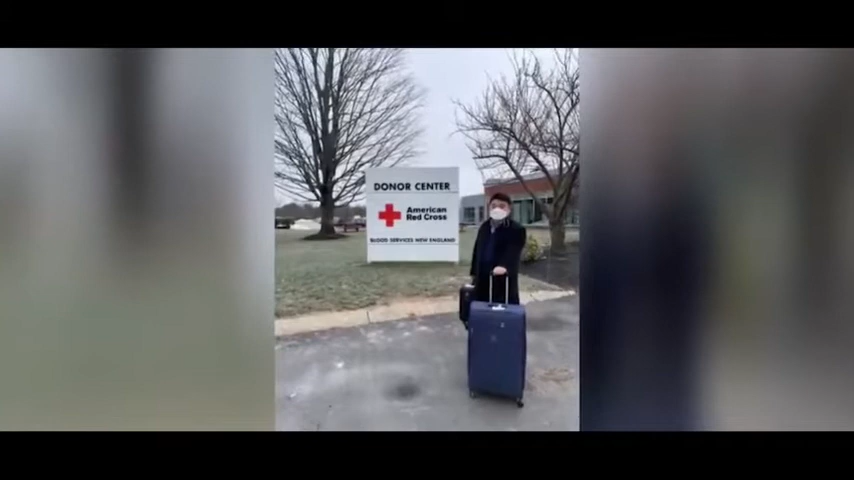 DONOR CENTER
American
Red Cross
BLOOD SERVICES NEW ENGLAND